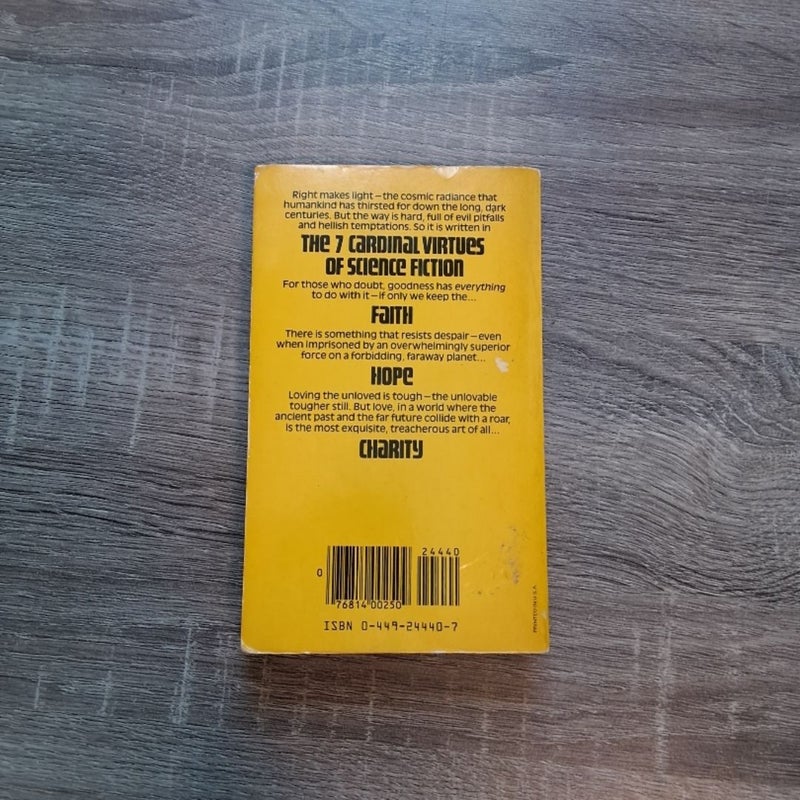 Right makes light—the cosmic radiance that
humankind has thirsted for down the long, dark
centuries. But the way is hard, full of evil pitfalls
and hellish temptations. So it is written in
THE 7 CARDINAL VIRTUES
OF SCIENCE FICTION
For those who doubt, goodness has everything
to do with it—if only we keep the...
FAITH
There is something that resists despair—even
when imprisoned by an overwhelmingly superior
force on a forbidding, faraway planet...
HOPE
Loving the unloved is tough—the unlovable
tougher still. But love, in a world where the
ancient past and the far future collide with a roar,
is the most exquisite, treacherous art of all...
CHARITY
24440
0
76814 00250
ISBN 0-449-24440-7
PRINTED IN U.S.A.